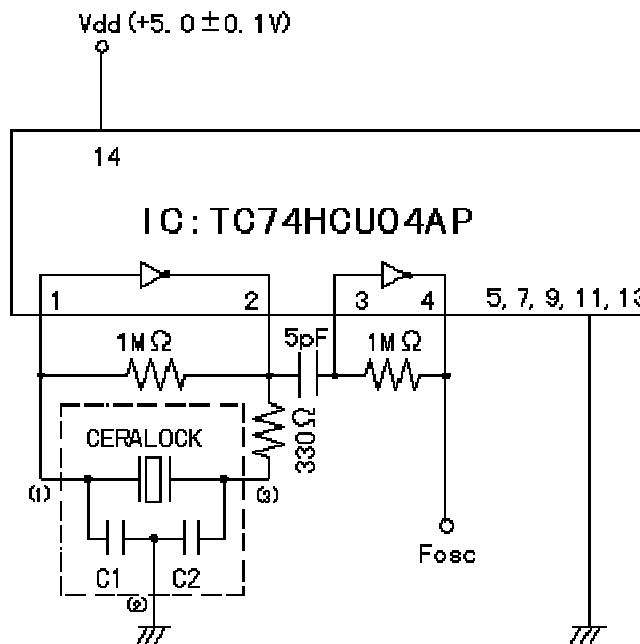 Vdd (+5.0±0.1V)
14
IC: TC74HCU04AP
1
2
3
4
5, 7, 9, 11, 13
1MΩ
5pF
1MΩ
330Ω
CERALOCK
(1)
(3)
C1
C2
(2)
Fosc